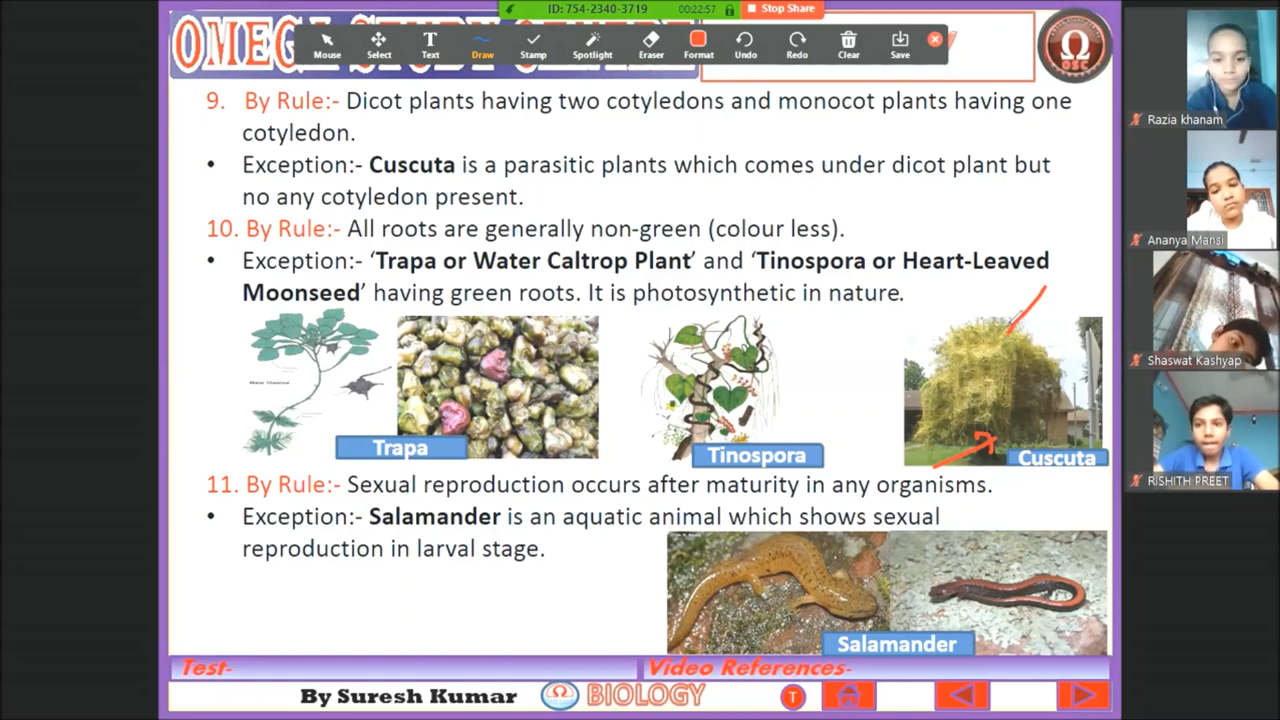 ID: 754-2340-3719
00:22:57
Stop Share
Mouse
Select
Text
Draw
Stamp
Spotlight
Eraser
Format
Undo
Redo
Clear
Save
OSC
9. By Rule:- Dicot plants having two cotyledons and monocot plants having one
cotyledon.
• Exception:- Cuscuta is a parasitic plants which comes under dicot plant but
no any cotyledon present.
10. By Rule:- All roots are generally non-green (colour less).
• Exception:- ‘Trapa or Water Caltrop Plant’ and ‘Tinospora or Heart-Leaved
Moonseed’ having green roots. It is photosynthetic in nature.
Trapa
Tinospora
Cuscuta
11. By Rule:- Sexual reproduction occurs after maturity in any organisms.
• Exception:- Salamander is an aquatic animal which shows sexual
reproduction in larval stage.
Salamander
Test-
Video References-
By Suresh Kumar
BIOLOGY
T
Razia khanam
Ananya Mansi
Shaswat Kashyap
RISHITH PREET